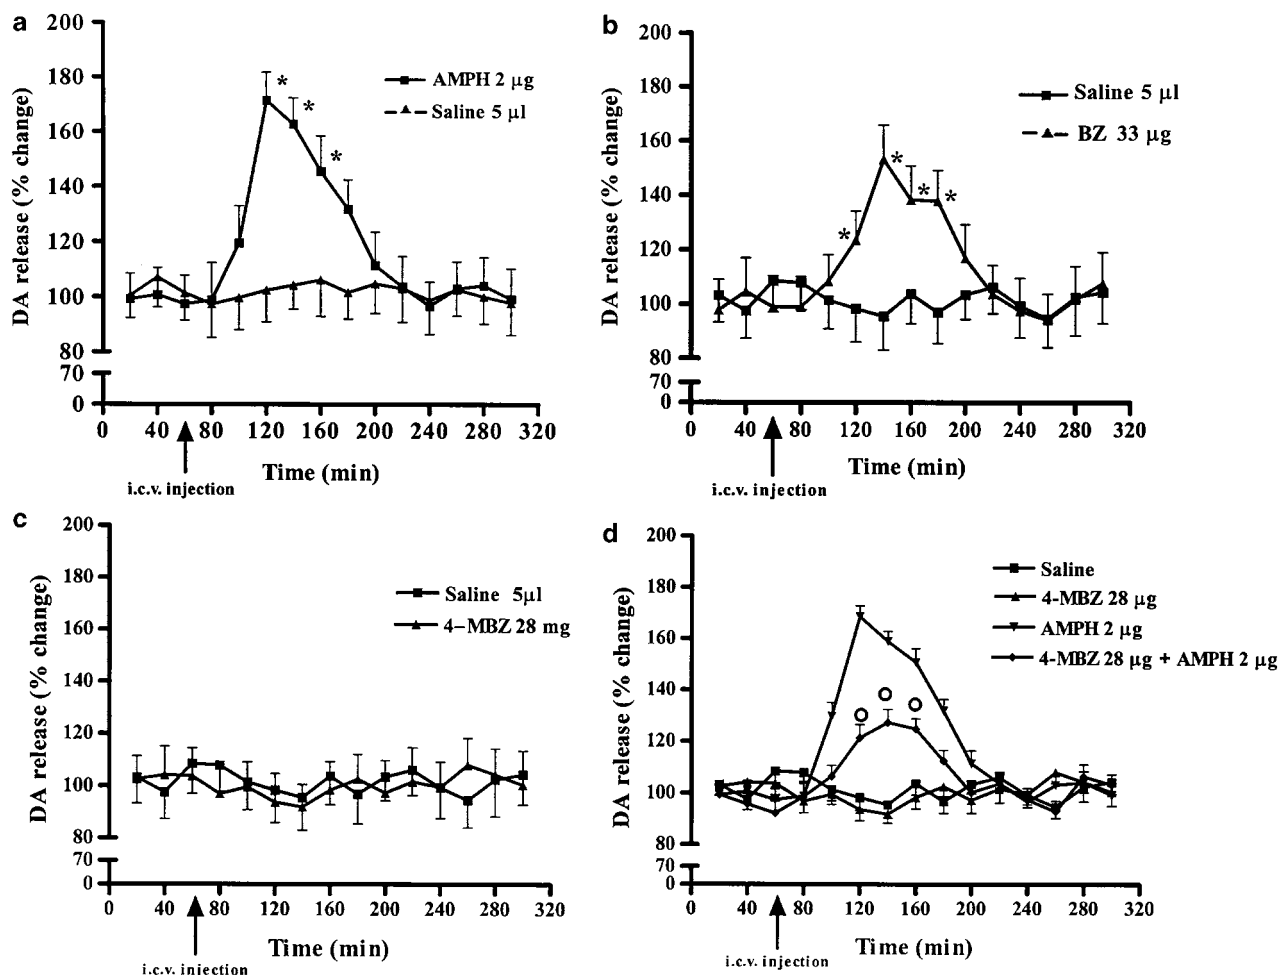 a
200
180
160
140
120
100
80
70
0
DA release (% change)
AMPH 2 μg
Saline 5 μl
*
*
*
0 40 80 120 160 200 240 280 320
Time (min)
i.c.v. injection
b
200
180
160
140
120
100
80
70
0
DA release (% change)
Saline 5 μl
BZ 33 μg
*
*
*
*
0 40 80 120 160 200 240 280 320
Time (min)
i.c.v. injection
c
200
180
160
140
120
100
80
70
0
DA release (% change)
Saline 5μl
4–MBZ 28 mg
0 40 80 120 160 200 240 280 320
Time (min)
i.c.v. injection
d
200
180
160
140
120
100
80
70
0
DA release (% change)
Saline
4-MBZ 28 μg
AMPH 2 μg
4-MBZ 28 μg + AMPH 2 μg
0 40 80 120 160 200 240 280 320
Time (min)
i.c.v. injection